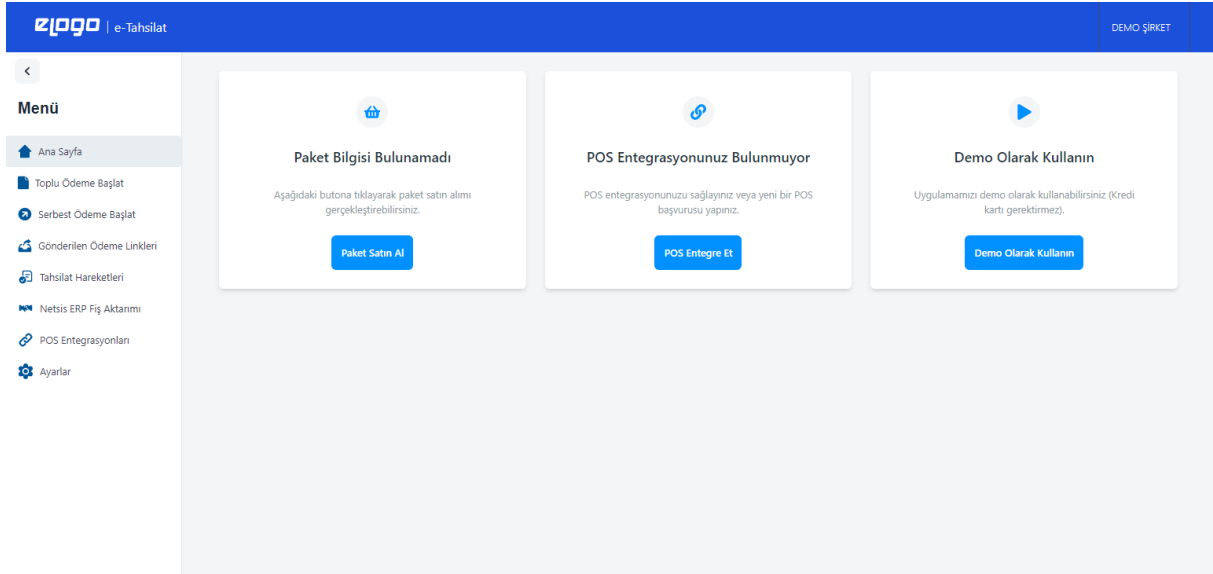 eLOGO | e-Tahsilat
DEMO ŞİRKET
Menü
Ana Sayfa
Toplu Ödeme Başlat
Serbest Ödeme Başlat
Gönderilen Ödeme Linkleri
Tahsilat Hareketleri
Netsis ERP Fiş Aktarımı
POS Entegrasyonları
Ayarlar
Paket Bilgisi Bulunamadı
Aşağıdaki butona tıklayarak paket satın alımı
gerçekleştirebilirsiniz.
Paket Satın Al
POS Entegrasyonunuz Bulunmuyor
POS entegrasyonunuzu sağlayınız veya yeni bir POS
başvurusu yapınız.
POS Entegre Et
Demo Olarak Kullanın
Uygulamamızı demo olarak kullanabilirsiniz (Kredi
kartı gerektirmez).
Demo Olarak Kullanın